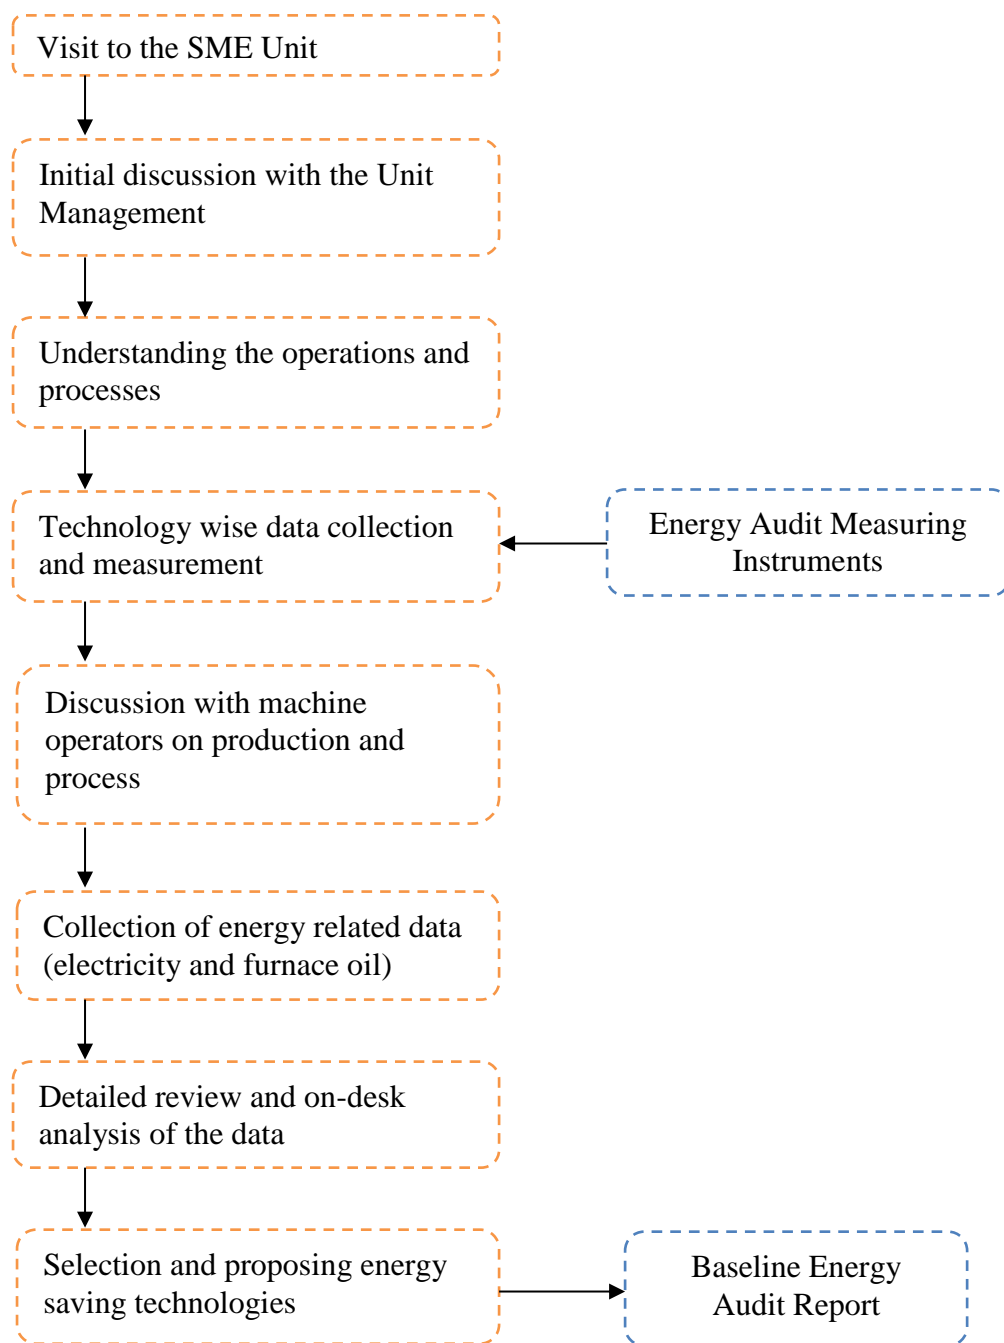 Visit to the SME Unit
Initial discussion with the Unit
Management
Understanding the operations and
processes
Technology wise data collection
and measurement
Energy Audit Measuring
Instruments
Discussion with machine
operators on production and
process
Collection of energy related data
(electricity and furnace oil)
Detailed review and on-desk
analysis of the data
Selection and proposing energy
saving technologies
Baseline Energy
Audit Report